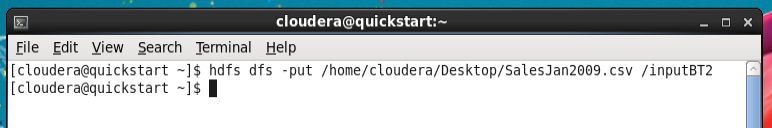 cloudera@quickstart:~
File Edit View Search Terminal Help
[cloudera@quickstart ~]$ hdfs dfs -put /home/cloudera/Desktop/SalesJan2009.csv /inputBT2
[cloudera@quickstart ~]$